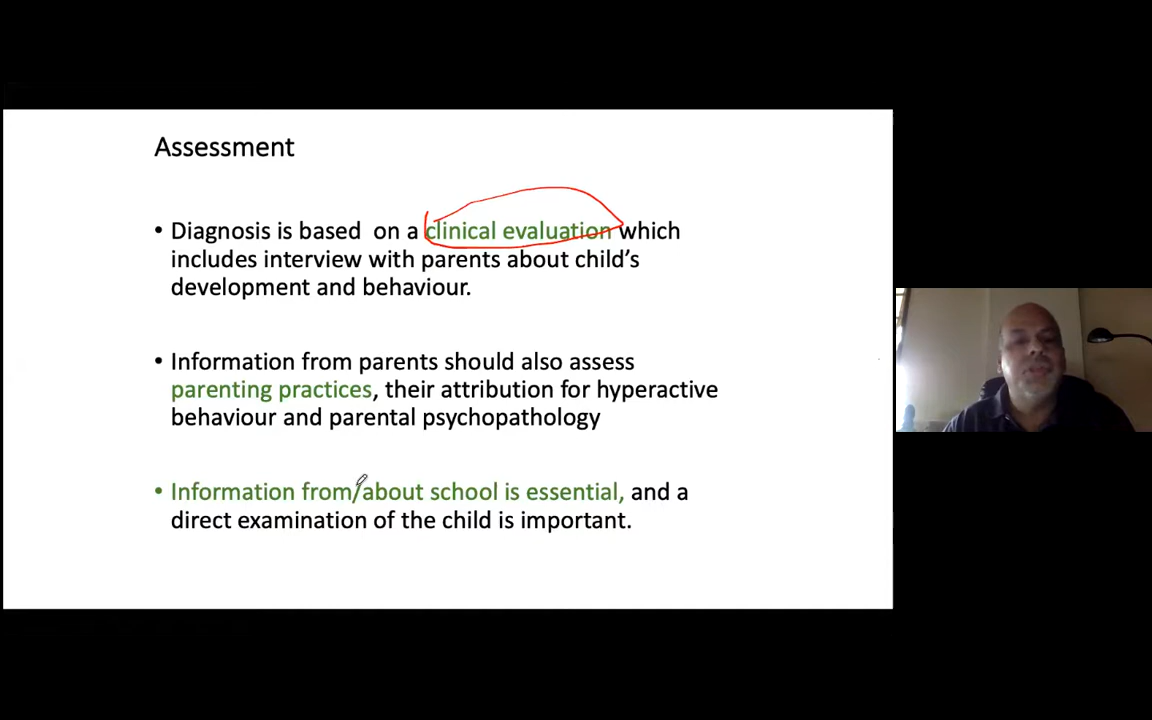 Assessment
• Diagnosis is based on a clinical evaluation which
includes interview with parents about child's
development and behaviour.
• Information from parents should also assess
parenting practices, their attribution for hyperactive
behaviour and parental psychopathology
• Information from/about school is essential, and a
direct examination of the child is important.